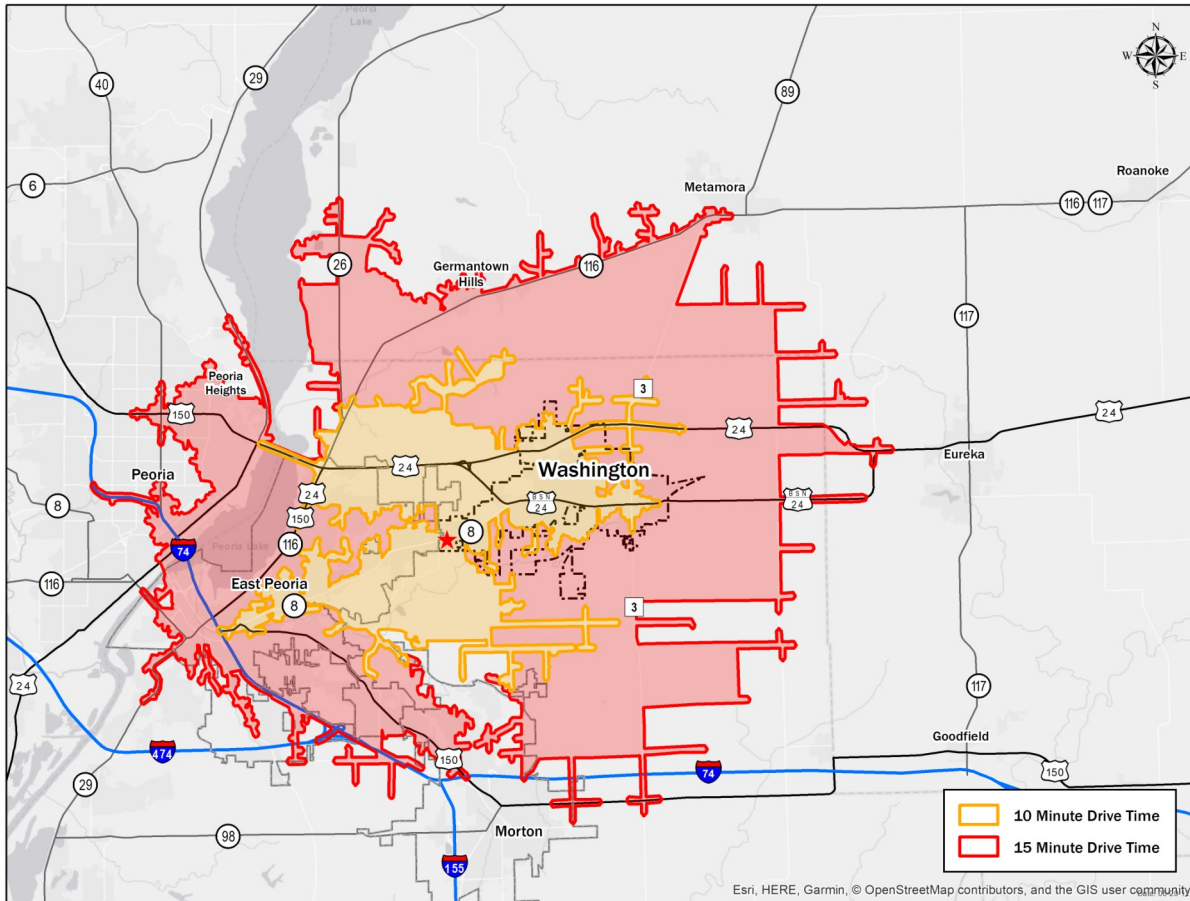 Peoria
Lake
N
W E
S
29
40
89
6
Roanoke
Metamora
116 117
26
Germantown
Hills
116
117
Peoria
Heights
3
150
24
24
24
Washington
Eureka
Peoria
24
B S N
24
B S N
24
8
150
8
74
116
Peoria Lake
116
East Peoria
8
3
24
117
Goodfield
474
150
74
150
29
10 Minute Drive Time
15 Minute Drive Time
98
Morton
155
Esri, HERE, Garmin, © OpenStreetMap contributors, and the GIS user community